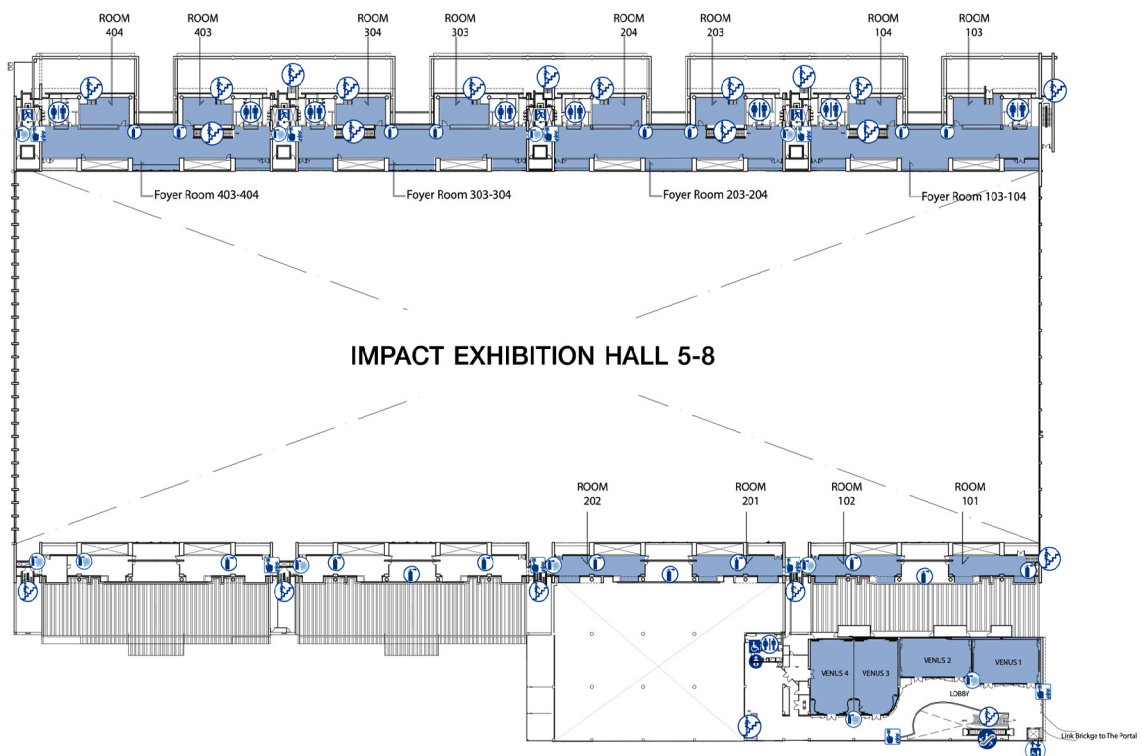 ROOM
404
ROOM
403
ROOM
304
ROOM
303
ROOM
204
ROOM
203
ROOM
104
ROOM
103
Foyer Room 403-404
Foyer Room 303-304
Foyer Room 203-204
Foyer Room 103-104
IMPACT EXHIBITION HALL 5-8
ROOM
202
ROOM
201
ROOM
102
ROOM
101
VENUS 4
VENUS 3
VENUS 2
VENUS 1
LOBBY
Link Brickge to The Portal